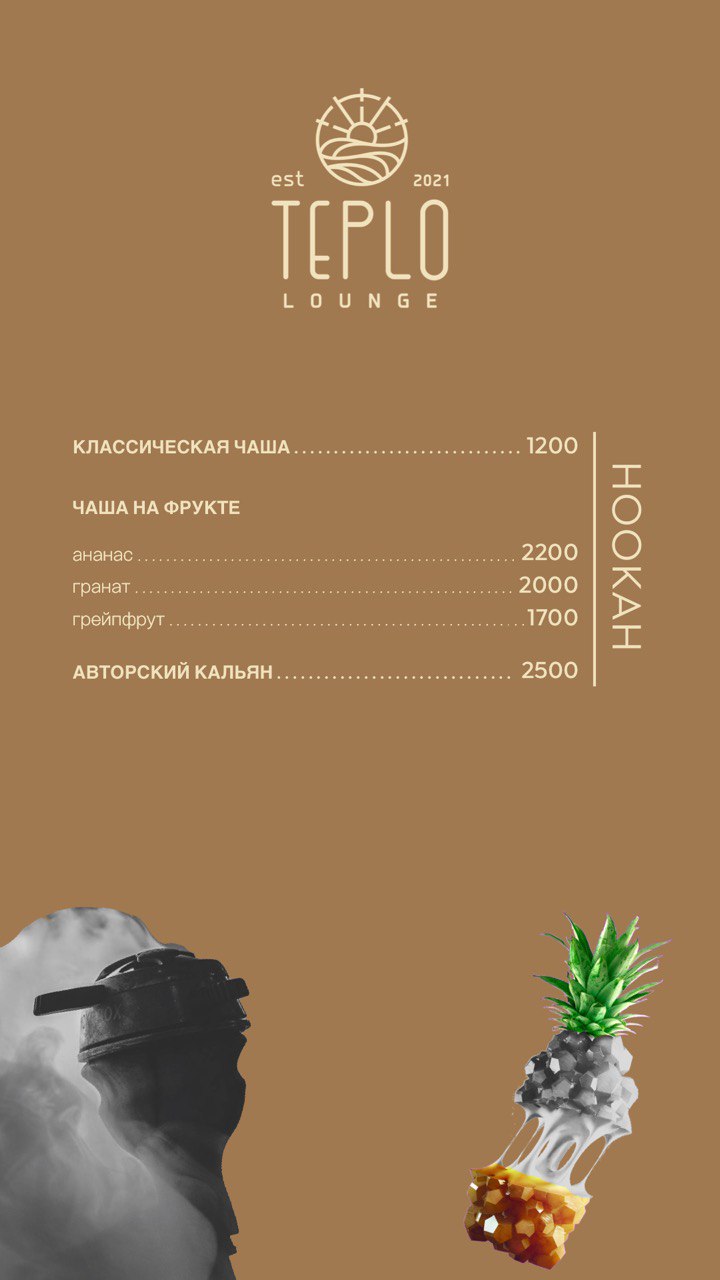 est 2021
TEPLO
LOUNGE
КЛАССИЧЕСКАЯ ЧАША............................. 1200
ЧАША НА ФРУКТЕ
ананас ...................................................... 2200
гранат ...................................................... 2000
грейпфрут .................................................. 1700
АВТОРСКИЙ КАЛЬЯН.............................. 2500
HOOKAH